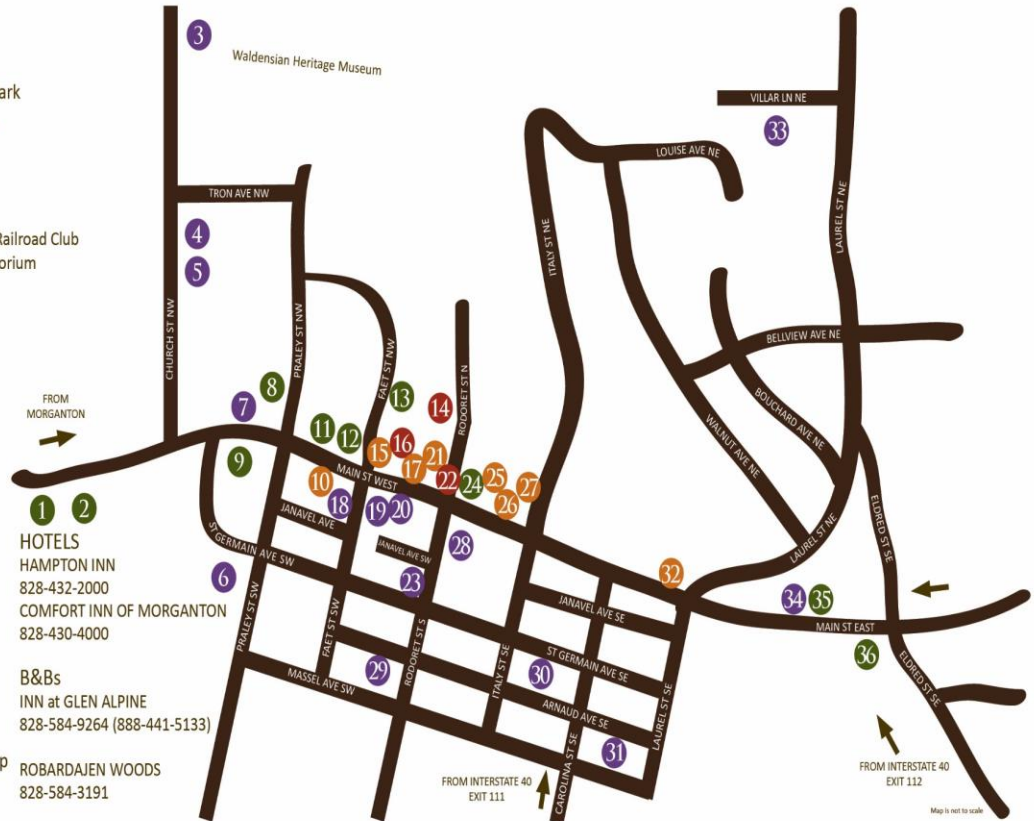 3
Waldensian Heritage Museum
ark
VILLAR LN NE
33
LOUISE AVE NE
TRON AVE NW
4
Railroad Club
5
orium
CHURCH ST NW
PRALEY ST NW
FAET ST NW
RODORET ST N
ITALY ST NE
LAUREL ST NE
BELLVIEW AVE NE
BOUCHARD AVE NE
WALNUT AVE NE
LAUREL ST NE
ELDRED ST SE
FROM
MORGANTON
7
8
9
11
12
13
14
15
16
17
21
22
24
25
26
27
10
MAIN ST WEST
18
19
20
28
JANAVEL AVE
JANAVEL AVE SW
23
ST GERMAIN AVE SW
6
32
34
35
MAIN ST EAST
36
ELDRED ST SE
JANAVEL AVE SE
ST GERMAIN AVE SE
ARNAUD AVE SE
PRALEY ST SW
FAET ST SW
RODORET ST S
ITALY ST SE
LAUREL ST SE
CAROLINA ST SE
MASSEL AVE SW
29
30
31
FROM INTERSTATE 40
EXIT 111
FROM INTERSTATE 40
EXIT 112
Map is not to scale
1
2
HOTELS
HAMPTON INN
828-432-2000
COMFORT INN OF MORGANTON
828-430-4000
B&Bs
INN at GLEN ALPINE
828-584-9264 (888-441-5133)
p
ROBARDAJEN WOODS
828-584-3191